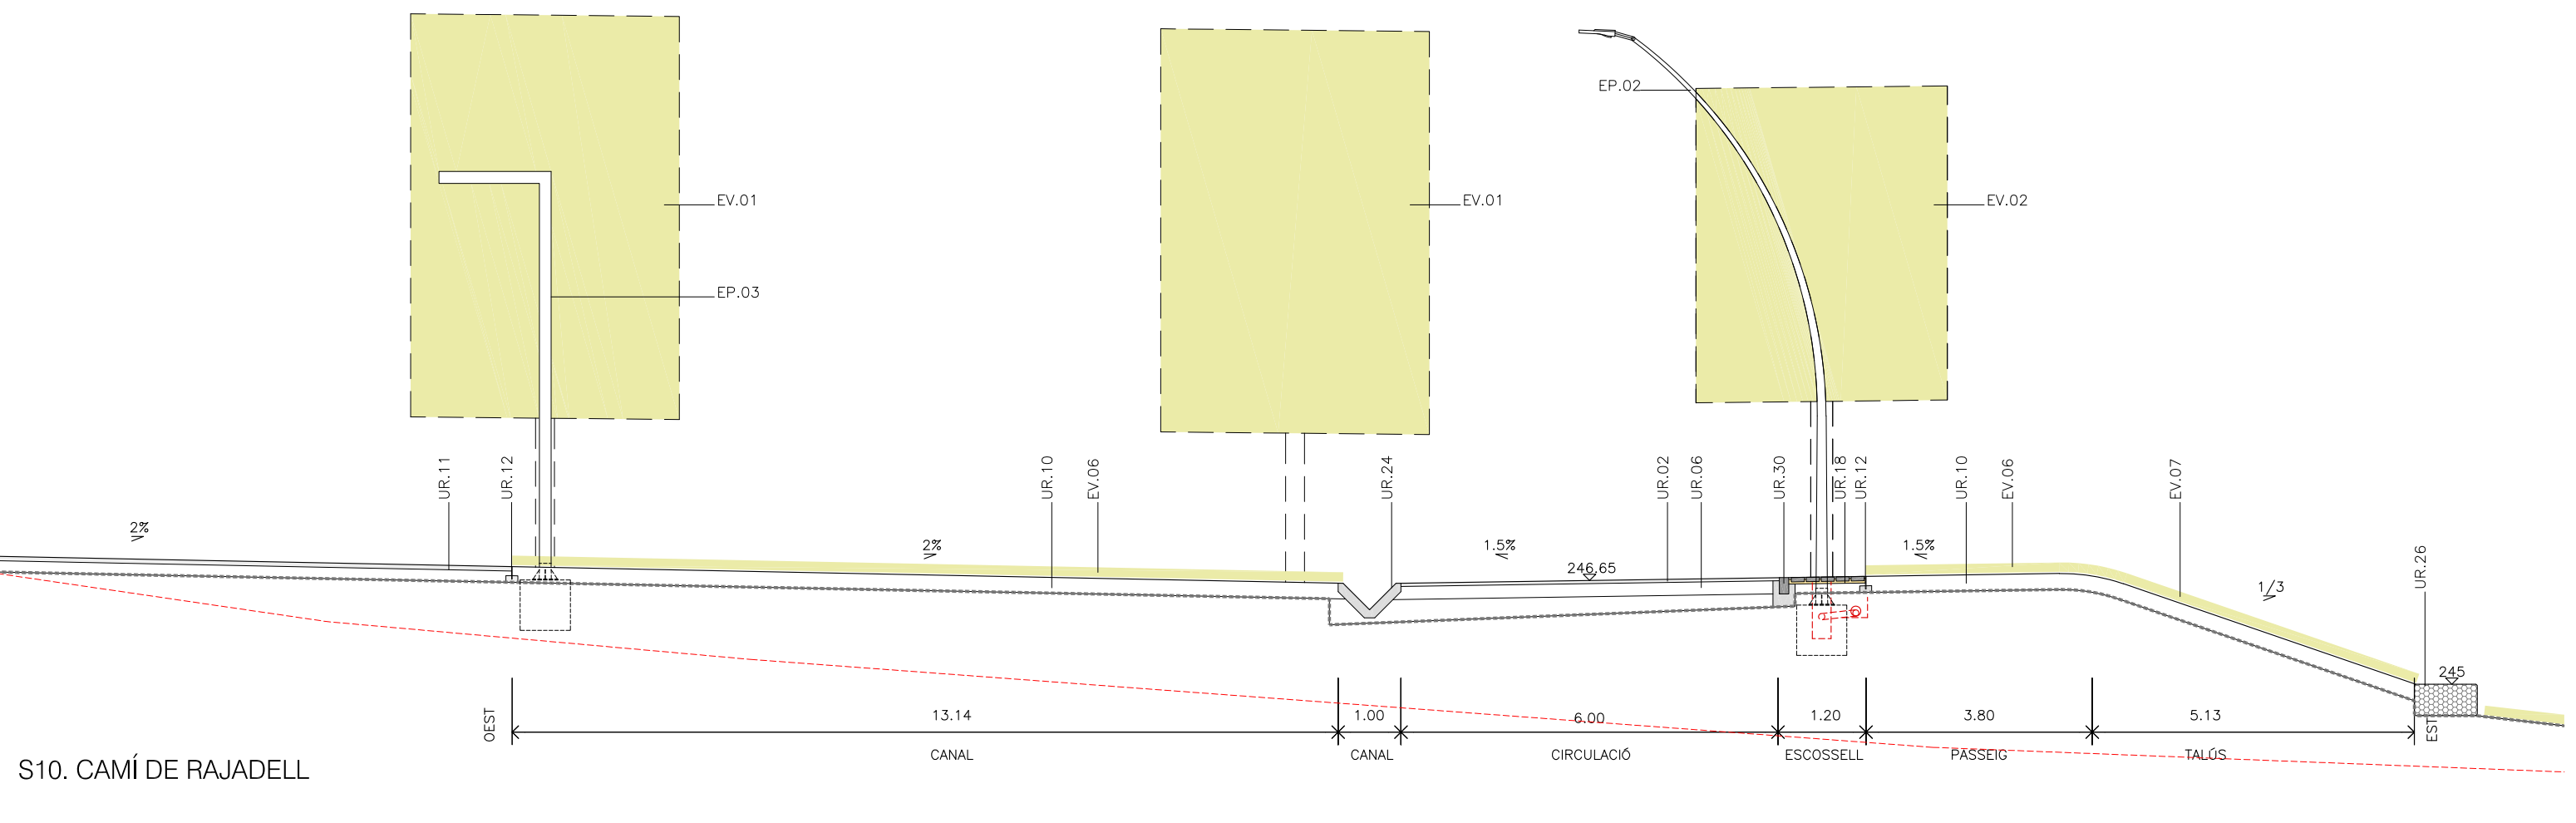 EP.02
EV.01
EV.01
EV.02
EP.03
UR.11
UR.12
UR.10
EV.06
UR.24
UR.02
UR.06
UR.30
UR.18
UR.12
UR.10
EV.06
EV.07
UR.26
2%
2%
1.5%
246.65
1.5%
1/3
245
OEST
13.14
1.00
6.00
1.20
3.80
5.13
EST
CANAL
CANAL
CIRCULACIÓ
ESCOSSELL
PASSEIG
TALÚS
S10. CAMÍ DE RAJADELL